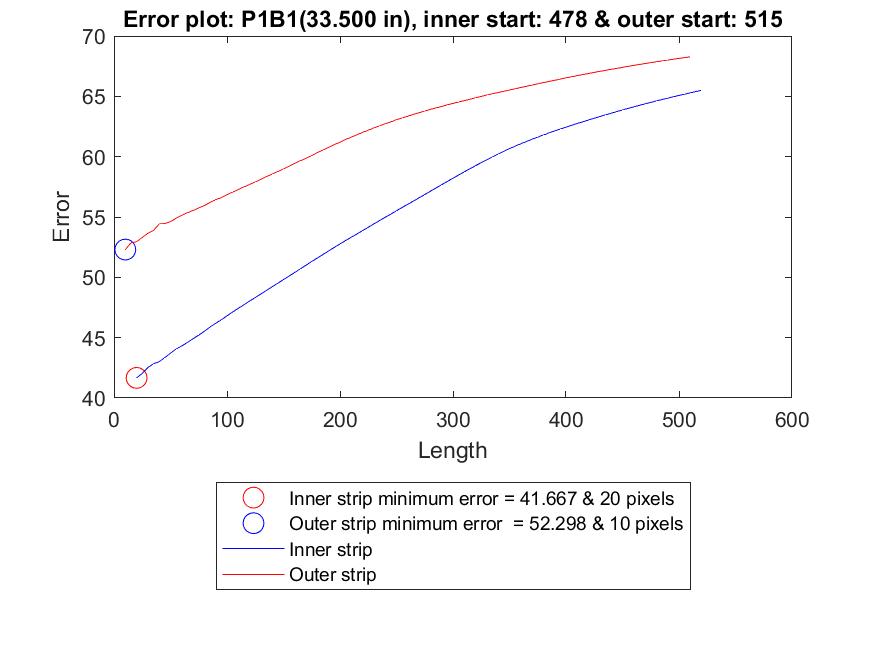 Error plot: P1B1(33.500 in), inner start: 478 & outer start: 515
70
65
60
55
50
45
40
Error
0 100 200 300 400 500 600
Length
Inner strip minimum error = 41.667 & 20 pixels
Outer strip minimum error  = 52.298 & 10 pixels
Inner strip
Outer strip